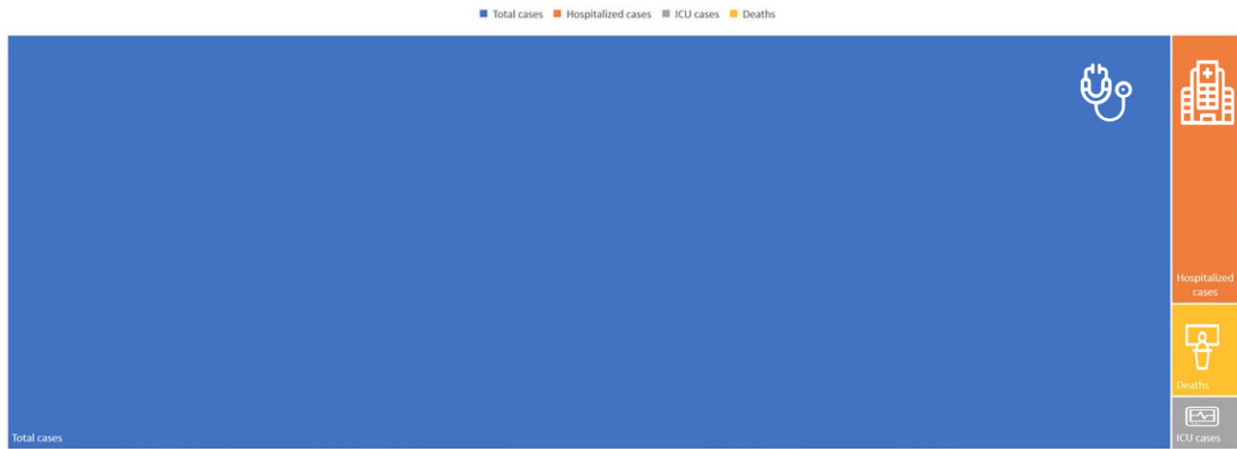 Total cases Hospitalized cases ICU cases Deaths
Hospitalized
cases
Deaths
Total cases
ICU cases